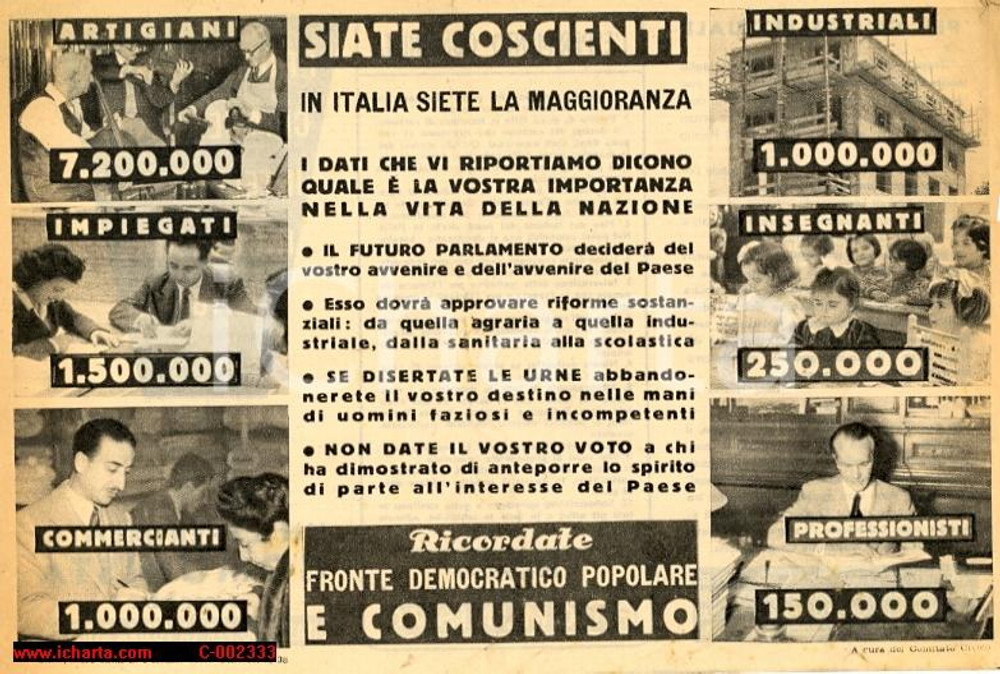 ARTIGIANI
7.200.000
IMPIEGATI
1.500.000
COMMERCIANTI
1.000.000
SIATE COSCIENTI
IN ITALIA SIETE LA MAGGIORANZA
I DATI CHE VI RIPORTIAMO DICONO
QUALE È LA VOSTRA IMPORTANZA
NELLA VITA DELLA NAZIONE
● IL FUTURO PARLAMENTO deciderà del
vostro avvenire e dell'avvenire del Paese
● Esso dovrà approvare riforme sostan-
ziali: da quella agraria a quella indu-
striale, dalla sanitaria alla scolastica
● SE DISERTATE LE URNE abbando-
nerete il vostro destino nelle mani
di uomini faziosi e incompetenti
● NON DATE IL VOSTRO VOTO a chi
ha dimostrato di anteporre lo spirito
di parte all'interesse del Paese
Ricordate
FRONTE DEMOCRATICO POPOLARE
E COMUNISMO
INDUSTRIALI
1.000.000
INSEGNANTI
250.000
PROFESSIONISTI
150.000
A cura del Comitato
www.icharta.com C-002333
icharta